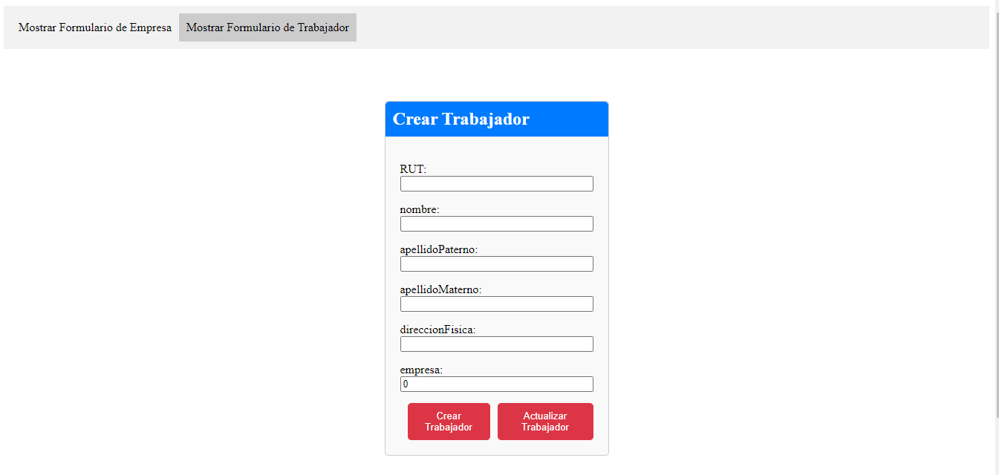 Mostrar Formulario de Empresa Mostrar Formulario de Trabajador
Crear Trabajador
RUT:
nombre:
apellidoPaterno:
apellidoMaterno:
direccionFisica:
empresa:
0
Crear
Trabajador
Actualizar
Trabajador